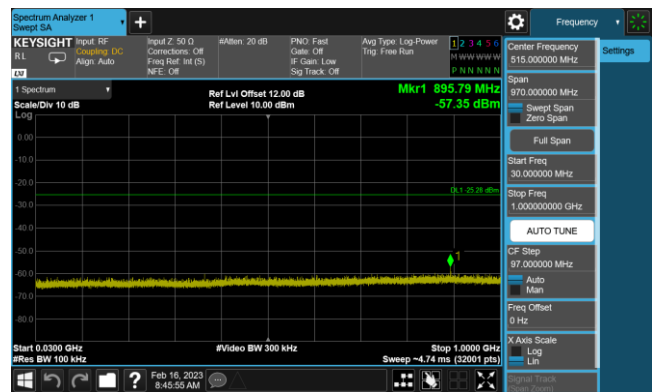 Spectrum Analyzer 1
Swept SA
Frequency
KEYSIGHT
R L
LXI
Input: RF
Coupling: DC
Align: Auto
Input Z: 50 Ω
Corrections: Off
Freq Ref: Int (S)
NFE: Off
#Atten: 20 dB
PNO: Fast
Gate: Off
IF Gain: Low
Sig Track: Off
Avg Type: Log-Power
Trig: Free Run
1 2 3 4 5 6
M W W W W W
P N N N N N
Center Frequency
515.000000 MHz
Settings
Span
970.000000 MHz
Swept Span
Zero Span
Full Span
Start Freq
30.000000 MHz
Stop Freq
1.000000000 GHz
AUTO TUNE
CF Step
97.000000 MHz
Auto
Man
Freq Offset
0 Hz
X Axis Scale
Log
Lin
Signal Track
(Span Zoom)
1 Spectrum
Scale/Div 10 dB
Log
Ref Lvl Offset 12.00 dB
Ref Level 10.00 dBm
Mkr1 895.79 MHz
-57.35 dBm
0.00
-10.0
-20.0
DL1 -25.28 dBm
-30.0
-40.0
-50.0
1
-60.0
-70.0
-80.0
Start 0.0300 GHz
#Res BW 100 kHz
#Video BW 300 kHz
Stop 1.0000 GHz
Sweep ~4.74 ms (32001 pts)
?
Feb 16, 2023
8:45:55 AM